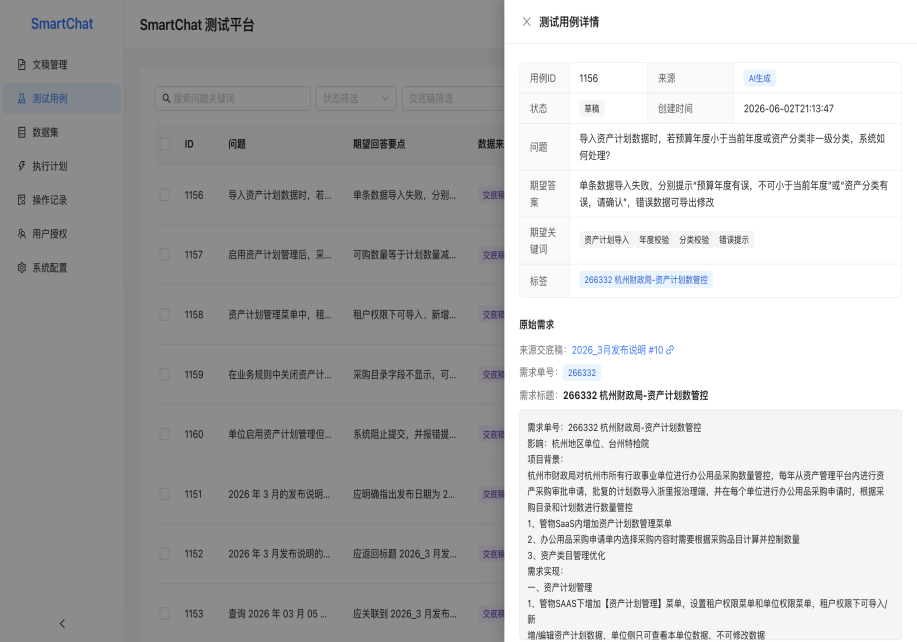 SmartChat
文稿管理
测试用例
数据集
执行计划
操作记录
用户授权
系统配置
SmartChat 测试平台
搜索问题关键词
状态筛选
交底稿筛选
ID 问题 期望回答要点 数据来
1156 导入资产计划数据时，若... 单条数据导入失败，分别... 交底稿
1157 启用资产计划管理后，采... 可购数量等于计划数量减... 交底稿
1158 资产计划管理菜单中，租... 租户权限下可导入、新增... 交底稿
1159 在业务规则中关闭资产计... 采购目录字段不显示，可... 交底稿
1160 单位启用资产计划管理但... 系统阻止提交，并报错提... 交底稿
1151 2026 年 3 月的发布说明... 应明确指出发布日期为 2... 交底稿
1152 2026 年 3 月发布说明的... 应返回标题 2026_3 月发... 交底稿
1153 查询 2026 年 03 月 05 ... 应关联到 2026_3 月发布... 交底稿
测试用例详情
用例ID 1156 来源 AI生成
状态 草稿 创建时间 2026-06-02T21:13:47
问题
导入资产计划数据时，若预算年度小于当前年度或资产分类非一级分类，系统如
何处理？
期望答
案
单条数据导入失败，分别提示“预算年度有误，不可小于当前年度”或“资产分类有
误，请确认”，错误数据可导出修改
期望关
键词
资产计划导入 年度校验 分类校验 错误提示
标签 266332 杭州财政局-资产计划数管控
原始需求
来源交底稿： 2026_3月发布说明 #10
需求单号： 266332
需求标题： 266332 杭州财政局-资产计划数管控
需求单号：266332 杭州财政局-资产计划数管控
影响：杭州地区单位、台州特检院
项目背景：
杭州市财政局对杭州市所有行政事业单位进行办公用品采购数量管控，每年从资产管理平台内进行资
产采购审批申请，批复的计划数导入浙里报治理端，并在每个单位进行办公用品采购申请时，根据采
购目录和计划数进行数量管控
1、管物SaaS内增加资产计划数管理菜单
2、办公用品采购申请单内选择采购内容时需要根据采购品目计算并控制数量
3、资产类目管理优化
需求实现：
一、资产计划管理
1、管物SAAS下增加【资产计划管理】菜单，设置租户权限菜单和单位权限菜单，租户权限下可导入/
新
增/编辑资产计划数据，单位侧只可查看本单位数据，不可修改数据